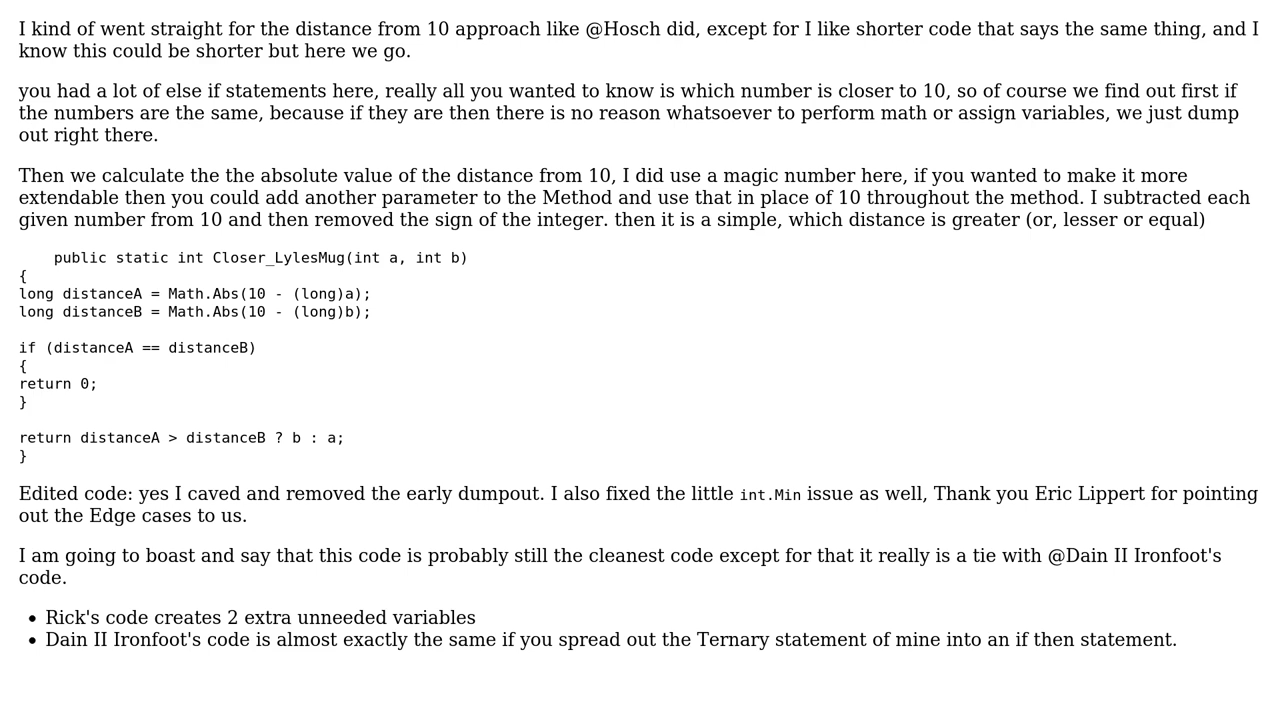 I kind of went straight for the distance from 10 approach like @Hosch did, except for I like shorter code that says the same thing, and I
know this could be shorter but here we go.
you had a lot of else if statements here, really all you wanted to know is which number is closer to 10, so of course we find out first if
the numbers are the same, because if they are then there is no reason whatsoever to perform math or assign variables, we just dump
out right there.
Then we calculate the the absolute value of the distance from 10, I did use a magic number here, if you wanted to make it more
extendable then you could add another parameter to the Method and use that in place of 10 throughout the method. I subtracted each
given number from 10 and then removed the sign of the integer. then it is a simple, which distance is greater (or, lesser or equal)
    public static int Closer_LylesMug(int a, int b)
{
long distanceA = Math.Abs(10 - (long)a);
long distanceB = Math.Abs(10 - (long)b);
if (distanceA == distanceB)
{
return 0;
}
return distanceA > distanceB ? b : a;
}
Edited code: yes I caved and removed the early dumpout. I also fixed the little int.Min issue as well, Thank you Eric Lippert for pointing
out the Edge cases to us.
I am going to boast and say that this code is probably still the cleanest code except for that it really is a tie with @Dain II Ironfoot's
code.
• Rick's code creates 2 extra unneeded variables
• Dain II Ironfoot's code is almost exactly the same if you spread out the Ternary statement of mine into an if then statement.